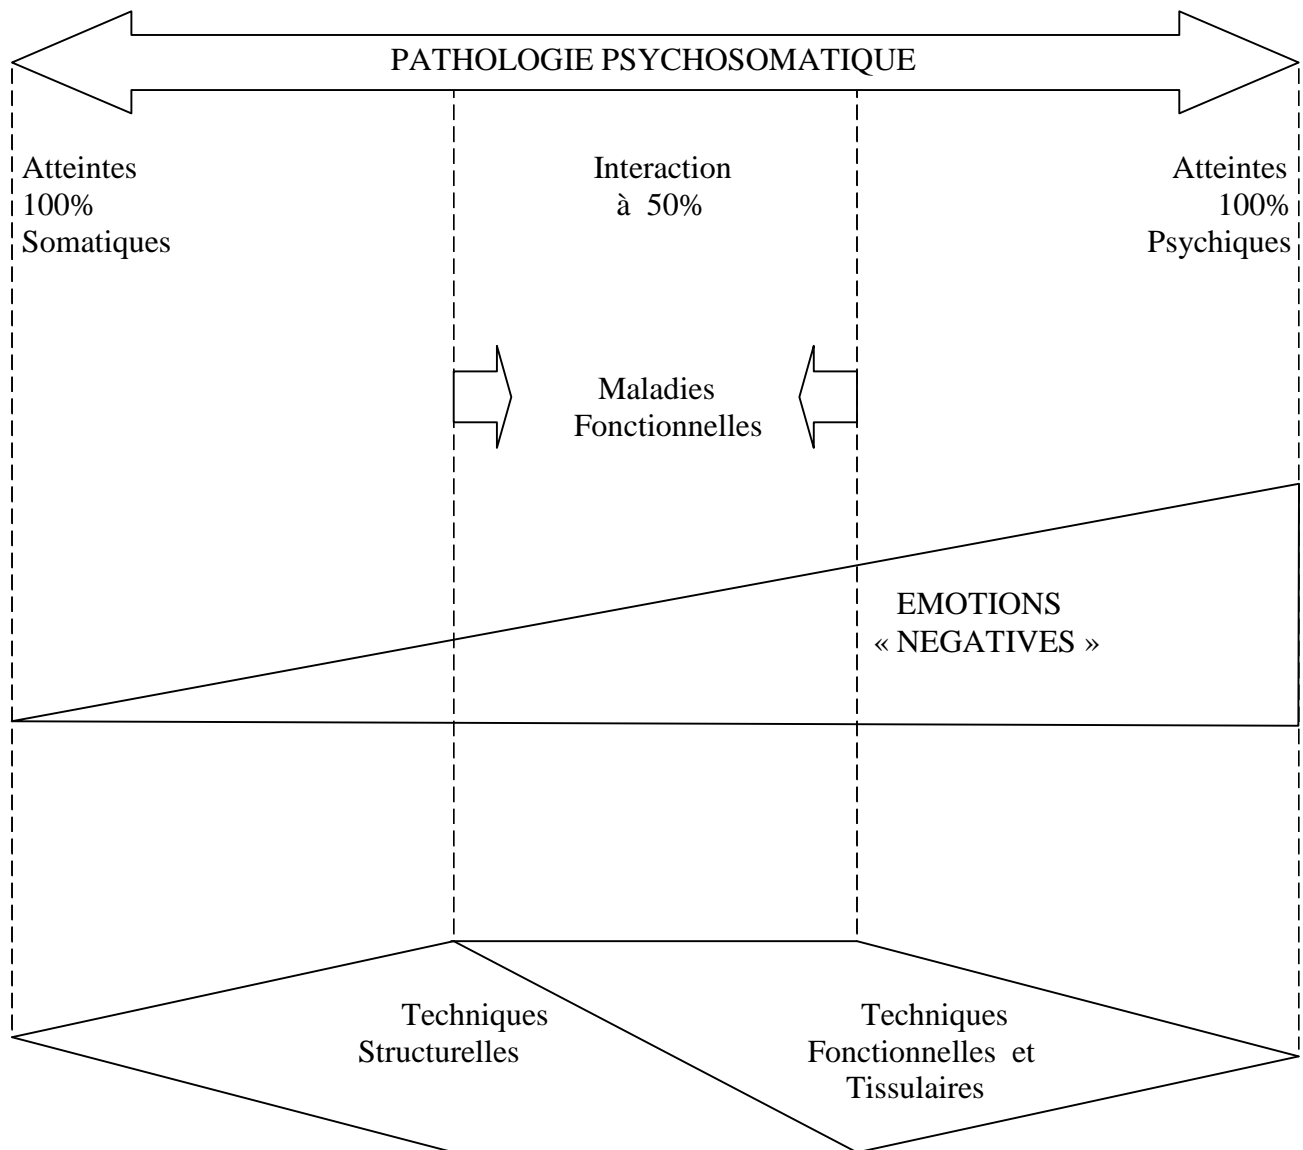 PATHOLOGIE PSYCHOSOMATIQUE
Atteintes
100%
Somatiques
Interaction
à 50%
Atteintes
100%
Psychiques
Maladies
Fonctionnelles
EMOTIONS
« NEGATIVES »
Techniques
Structurelles
Techniques
Fonctionnelles et
Tissulaires